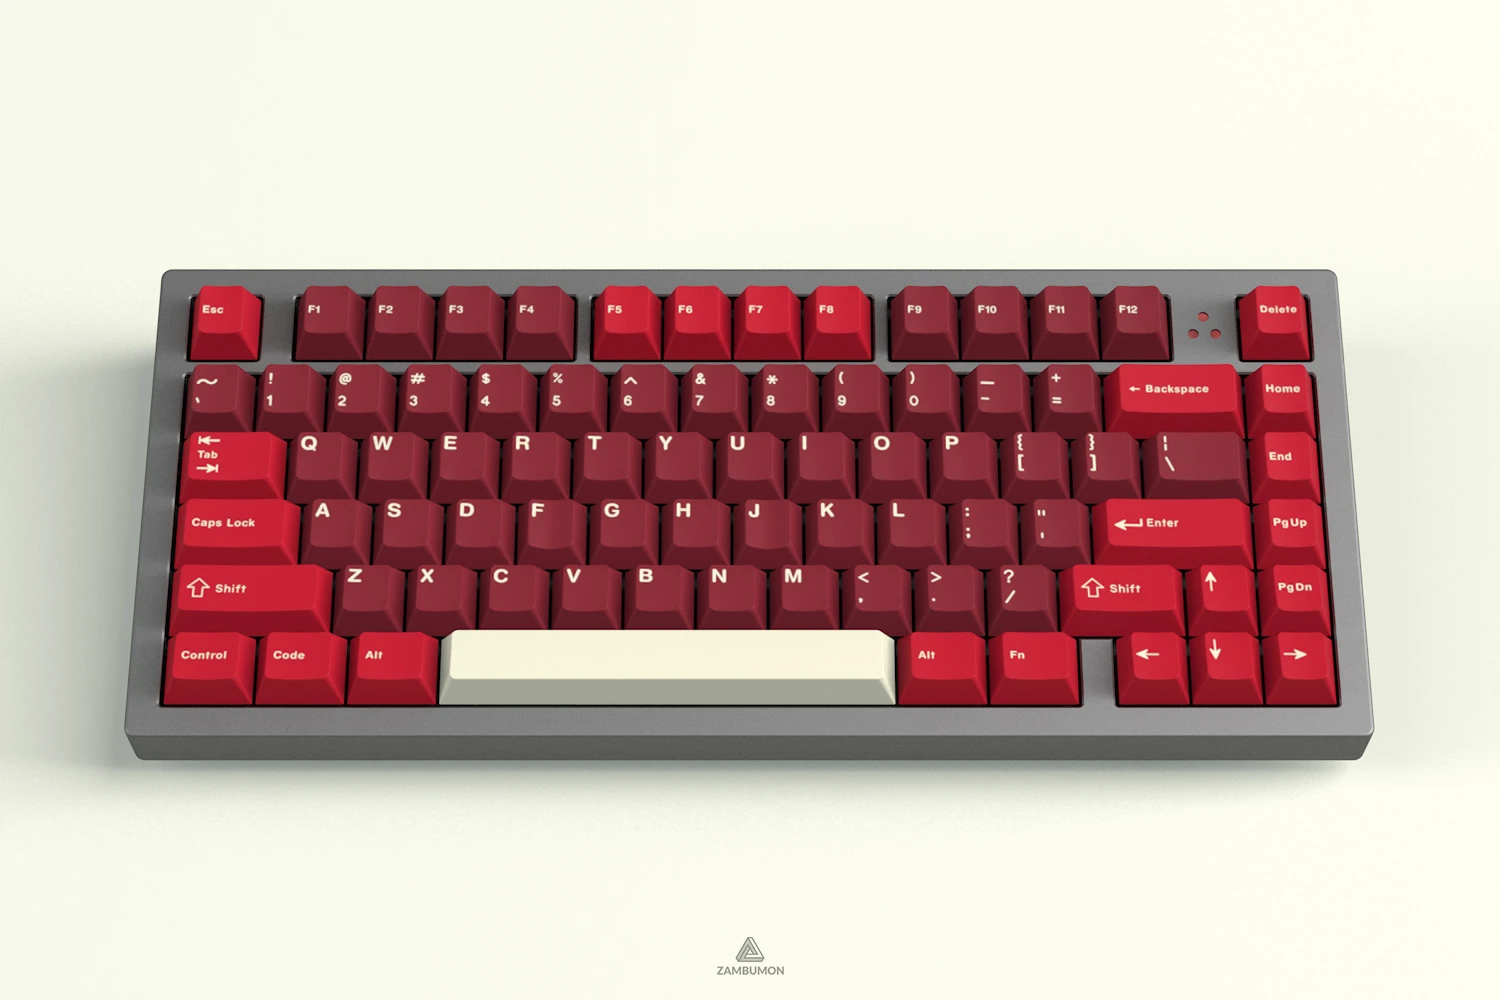 Esc F1 F2 F3 F4 F5 F6 F7 F8 F9 F10 F11 F12 Delete
~ ! @ # $ % ^ & * ( ) _ + ← Backspace Home
` 1 2 3 4 5 6 7 8 9 0 - =
⇤ Tab ⇥ Q W E R T Y U I O P { [ } ] ¦ \ End
Caps Lock A S D F G H J K L : ; " ' ↵ Enter PgUp
⇧ Shift Z X C V B N M < , > . ? / ⇧ Shift ↑ PgDn
Control Code Alt Alt Fn ← ↓ →
ZAMBUMON